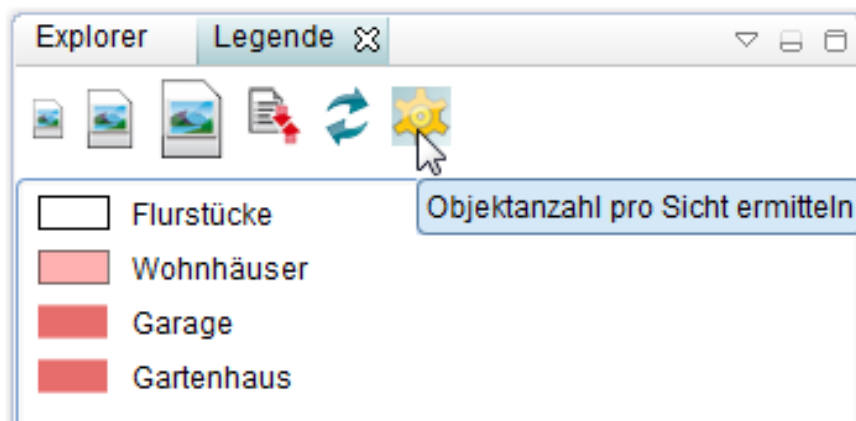 Explorer
Legende
Objektanzahl pro Sicht ermitteln
Flurstücke
Wohnhäuser
Garage
Gartenhaus